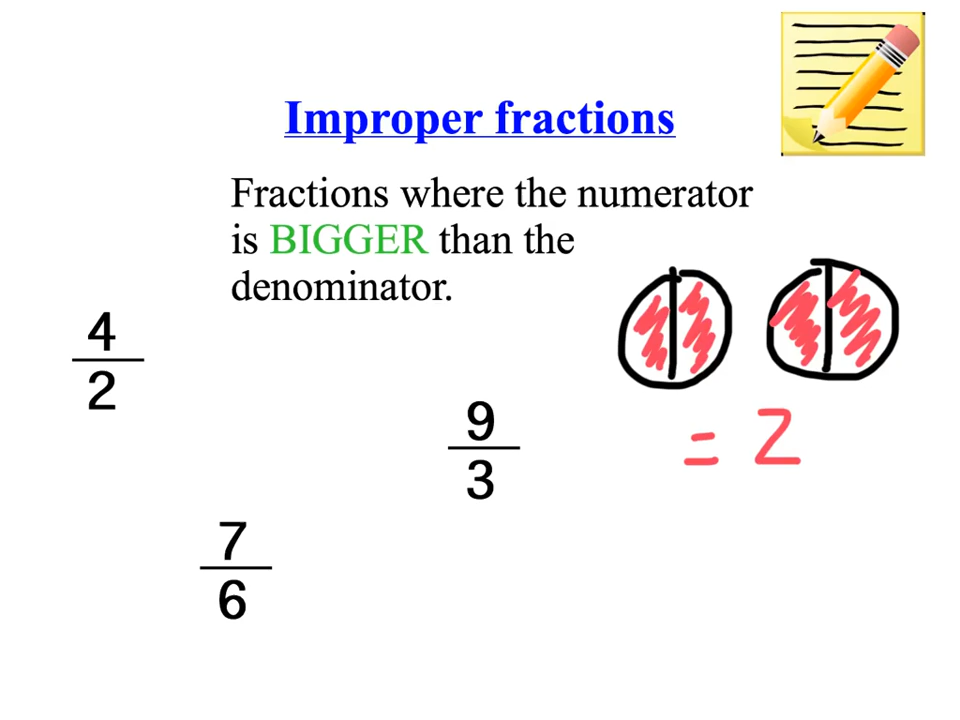 Improper fractions
Fractions where the numerator
is BIGGER than the
denominator.
4
2
9
3
= 2
7
6